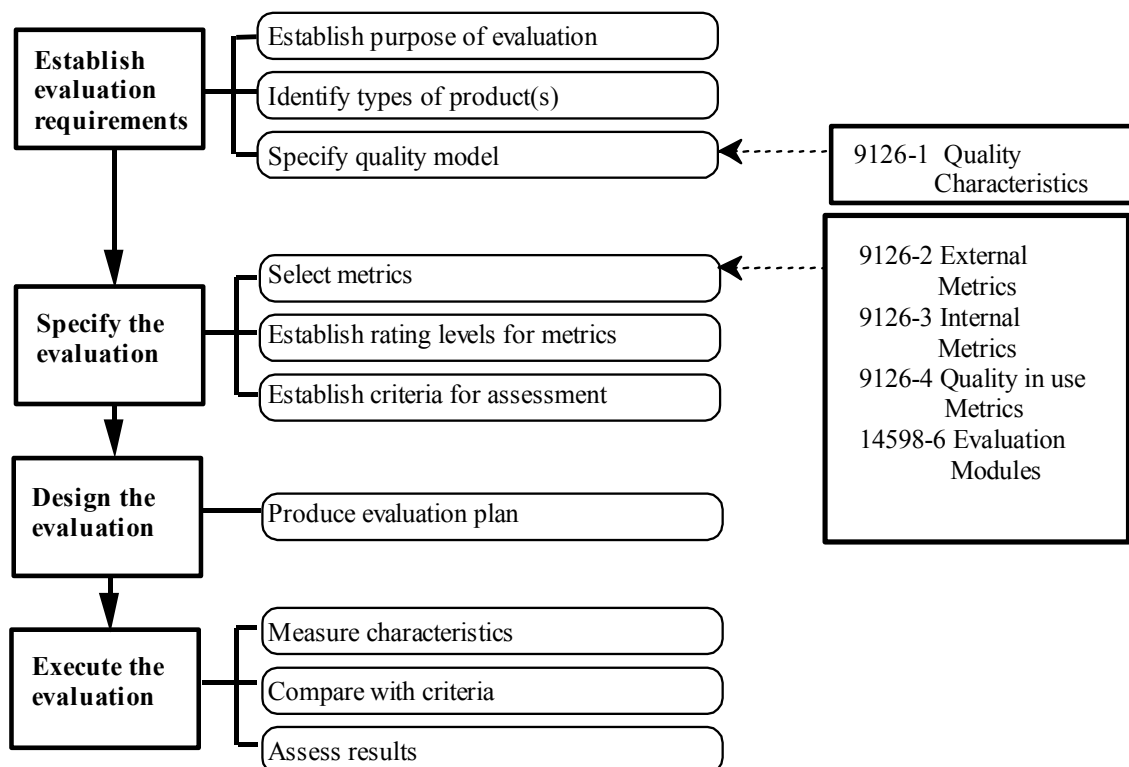 Establish
evaluation
requirements
Establish purpose of evaluation
Identify types of product(s)
Specify quality model
9126-1 Quality
Characteristics
Specify the
evaluation
Select metrics
Establish rating levels for metrics
Establish criteria for assessment
9126-2 External
Metrics
9126-3 Internal
Metrics
9126-4 Quality in use
Metrics
14598-6 Evaluation
Modules
Design the
evaluation
Produce evaluation plan
Execute the
evaluation
Measure characteristics
Compare with criteria
Assess results